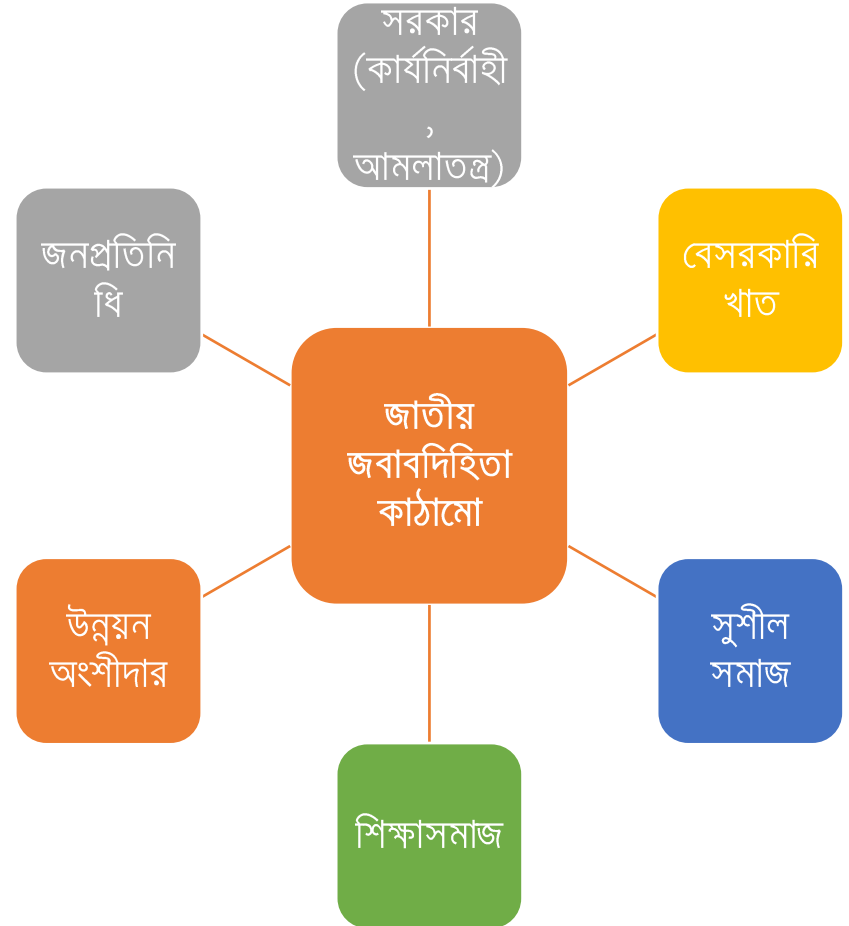 সরকার
(কার্যনির্বাহী
,
আমলাতন্ত্র)
জনপ্রতিনি
ধি
বেসরকারি
খাত
জাতীয়
জবাবদিহিতা
কাঠামো
উন্নয়ন
অংশীদার
সুশীল
সমাজ
শিক্ষাসমাজ